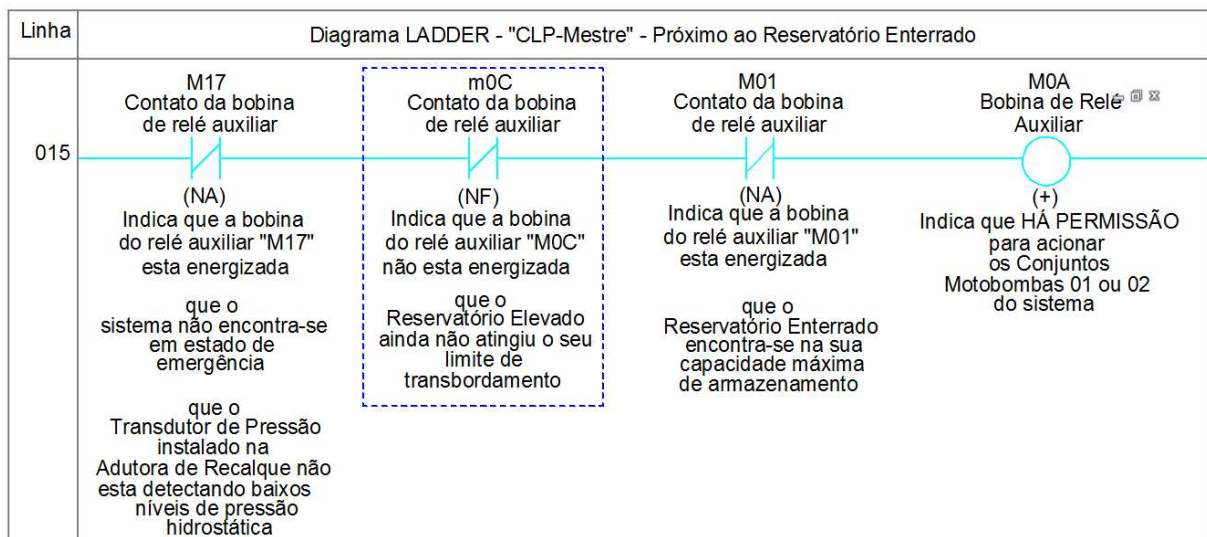 Linha
Diagrama LADDER - "CLP-Mestre" - Próximo ao Reservatório Enterrado
015
M17
Contato da bobina
de relé auxiliar
(NA)
Indica que a bobina
do relé auxiliar "M17"
esta energizada
que o
sistema não encontra-se
em estado de
emergência
que o
Transdutor de Pressão
instalado na
Adutora de Recalque não
esta detectando baixos
níveis de pressão
hidrostática
m0C
Contato da bobina
de relé auxiliar
(NF)
Indica que a bobina
do relé auxiliar "M0C"
não esta energizada
que o
Reservatório Elevado
ainda não atingiu o seu
limite de
transbordamento
M01
Contato da bobina
de relé auxiliar
(NA)
Indica que a bobina
do relé auxiliar "M01"
esta energizada
que o
Reservatório Enterrado
encontra-se na sua
capacidade máxima
de armazenamento
M0A
Bobina de Relé
Auxiliar
(+)
Indica que HÁ PERMISSÃO
para acionar
os Conjuntos
Motobombas 01 ou 02
do sistema